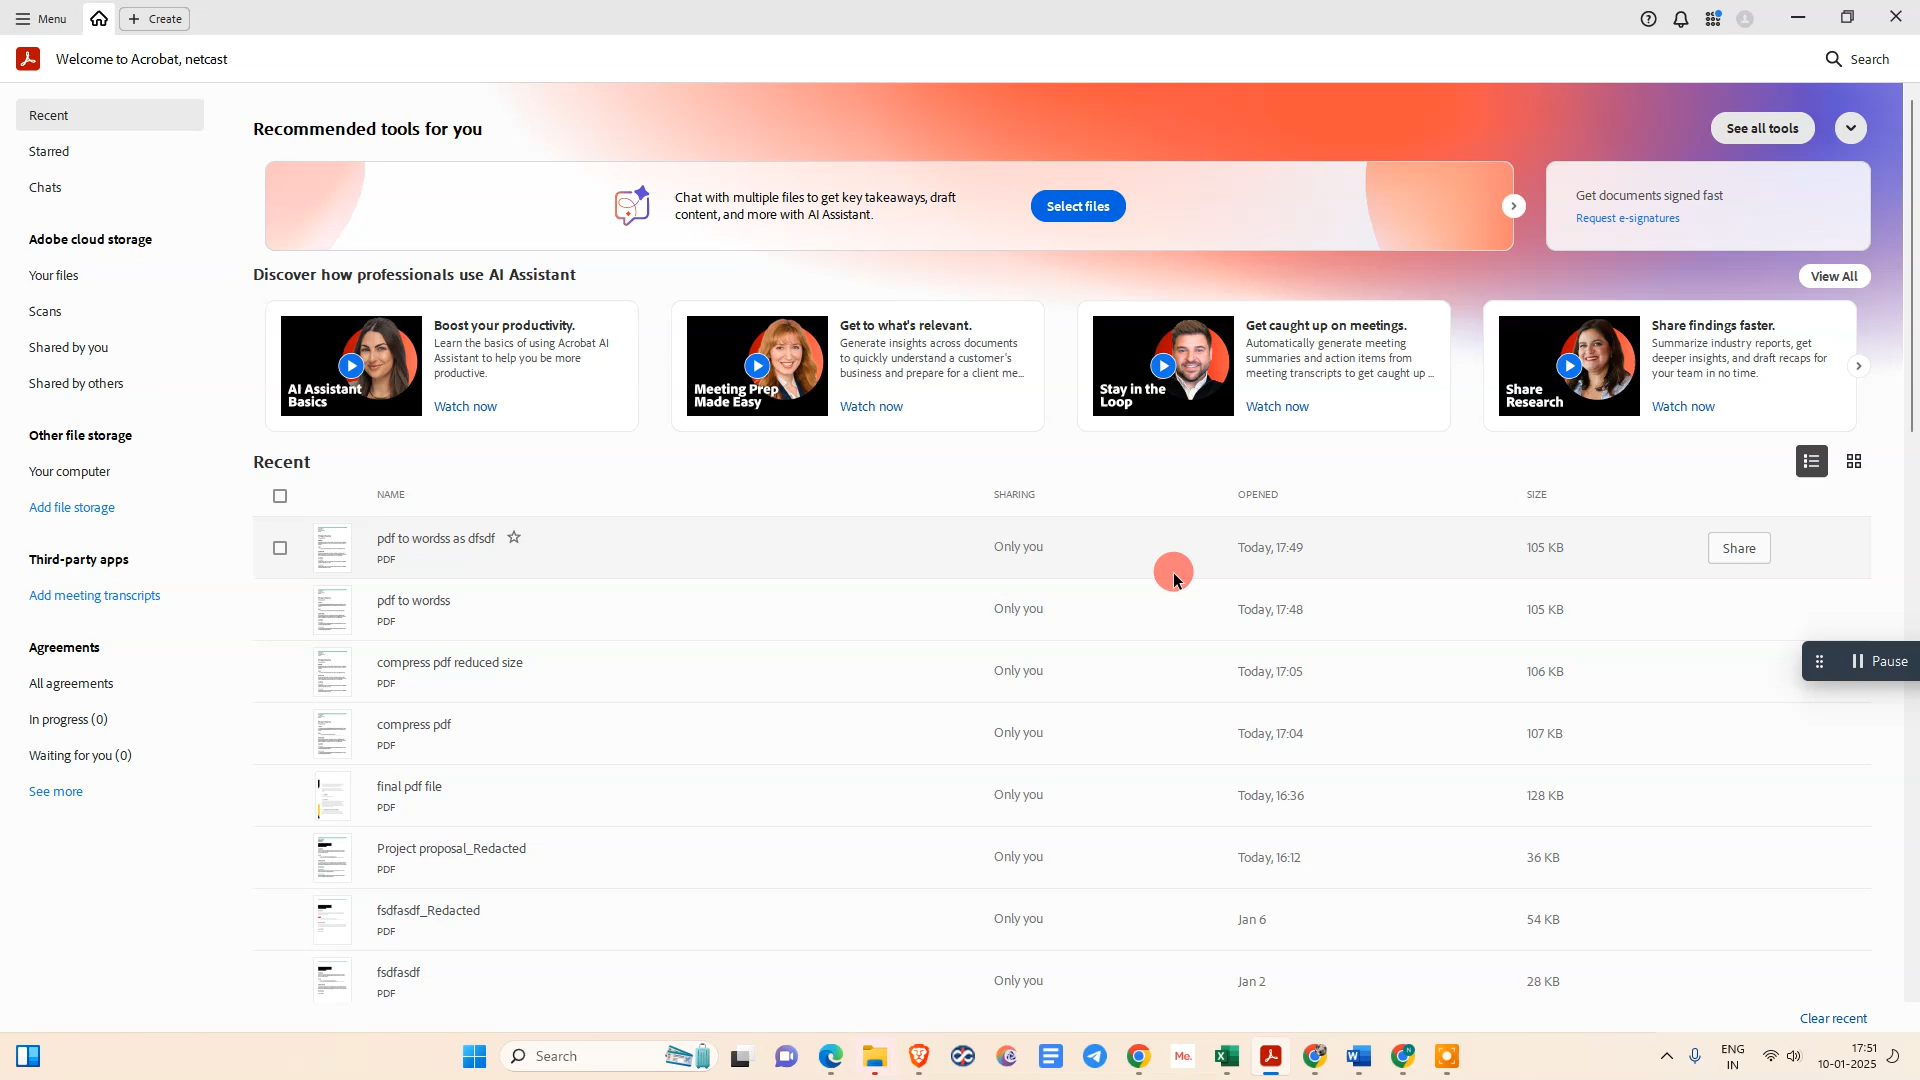 Menu
Create
Welcome to Acrobat, netcast
Search
Recent
Starred
Chats
Adobe cloud storage
Your files
Scans
Shared by you
Shared by others
Other file storage
Your computer
Add file storage
Third-party apps
Add meeting transcripts
Agreements
All agreements
In progress (0)
Waiting for you (0)
See more
Recommended tools for you
See all tools
Chat with multiple files to get key takeaways, draft
content, and more with AI Assistant.
Select files
Get documents signed fast
Request e-signatures
Discover how professionals use AI Assistant
View All
AI Assistant
Basics
Boost your productivity.
Learn the basics of using Acrobat AI
Assistant to help you be more
productive.
Watch now
Meeting Prep
Made Easy
Get to what's relevant.
Generate insights across documents
to quickly understand a customer's
business and prepare for a client me...
Watch now
Stay in the
Loop
Get caught up on meetings.
Automatically generate meeting
summaries and action items from
meeting transcripts to get caught up ...
Watch now
Share
Research
Share findings faster.
Summarize industry reports, get
deeper insights, and draft recaps for
your team in no time.
Watch now
Recent
NAME SHARING OPENED SIZE
pdf to wordss as dfsdf
PDF
Only you Today, 17:49 105 KB Share
pdf to wordss
PDF
Only you Today, 17:48 105 KB
compress pdf reduced size
PDF
Only you Today, 17:05 106 KB
compress pdf
PDF
Only you Today, 17:04 107 KB
final pdf file
PDF
Only you Today, 16:36 128 KB
Project proposal_Redacted
PDF
Only you Today, 16:12 36 KB
fsdfasdf_Redacted
PDF
Only you Jan 6 54 KB
fsdfasdf
PDF
Only you Jan 2 28 KB
Pause
Clear recent
Search
Me.
ENG
IN
17:51
10-01-2025